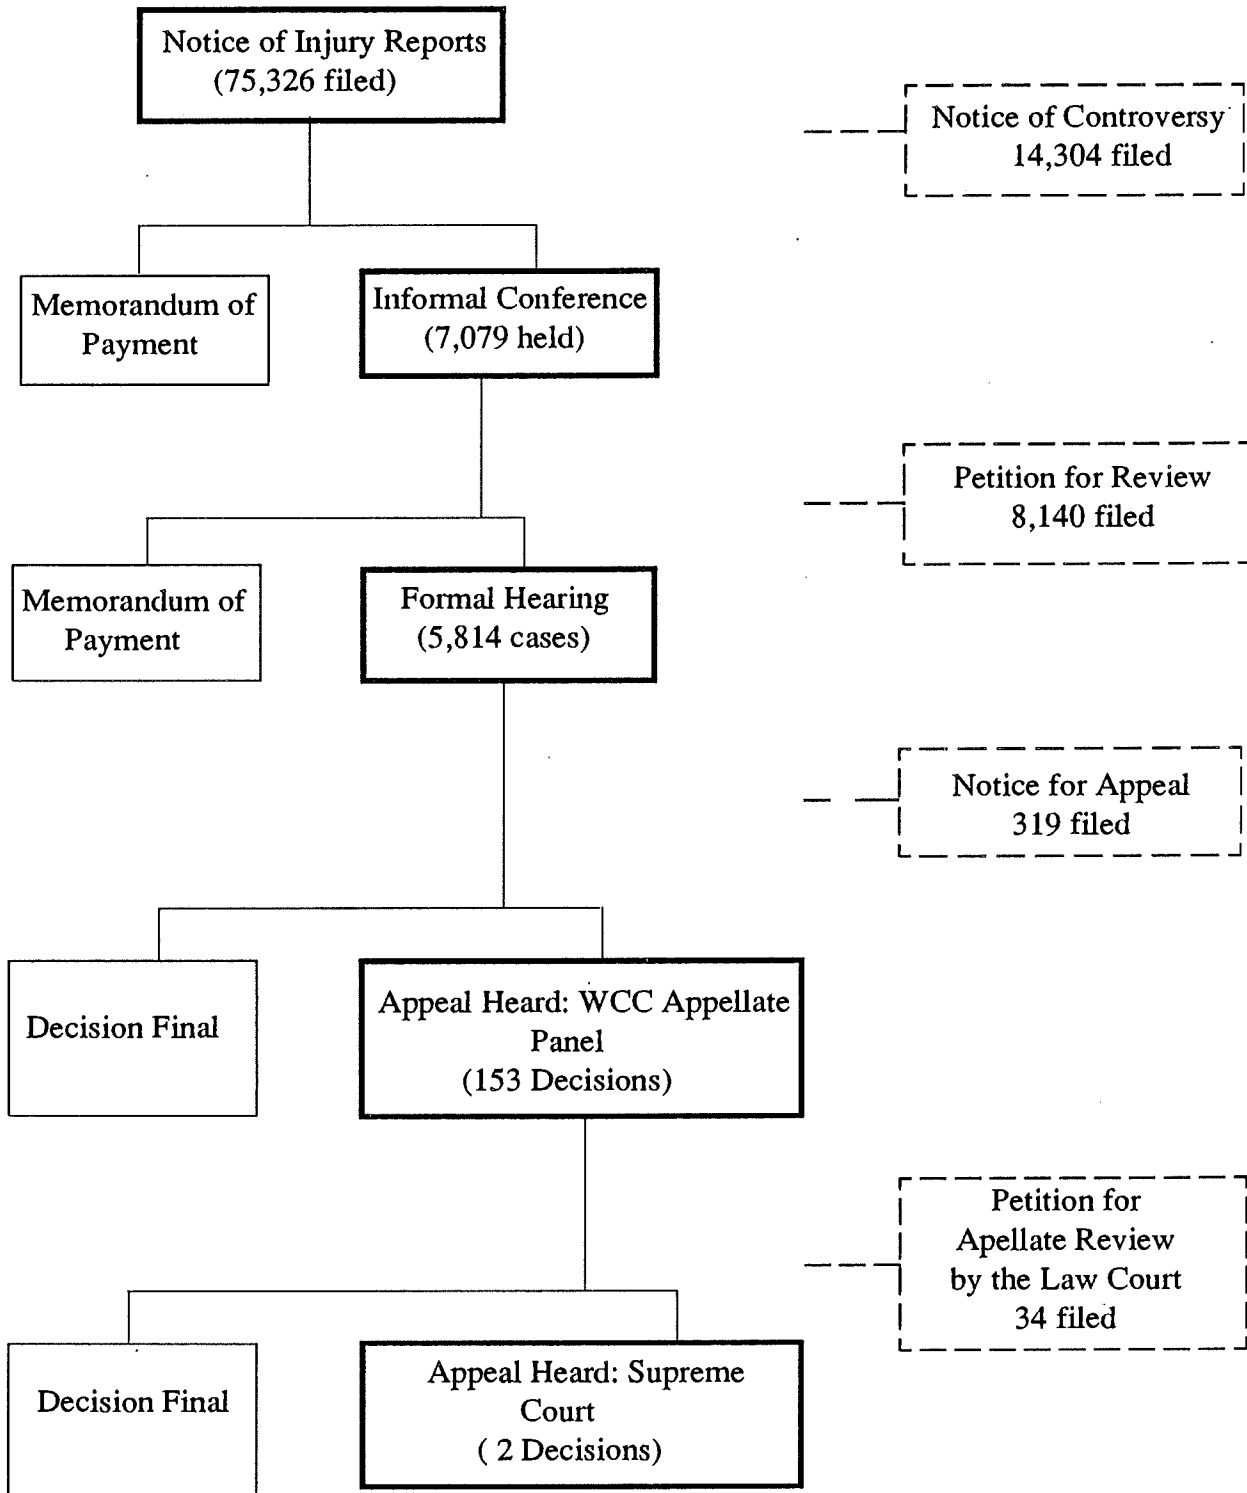 Notice of Injury Reports
(75,326 filed)
Notice of Controversy
14,304 filed
Memorandum of
Payment
Informal Conference
(7,079 held)
Petition for Review
8,140 filed
Memorandum of
Payment
Formal Hearing
(5,814 cases)
Notice for Appeal
319 filed
Decision Final
Appeal Heard: WCC Appellate
Panel
(153 Decisions)
Petition for
Apellate Review
by the Law Court
34 filed
Decision Final
Appeal Heard: Supreme
Court
( 2 Decisions)